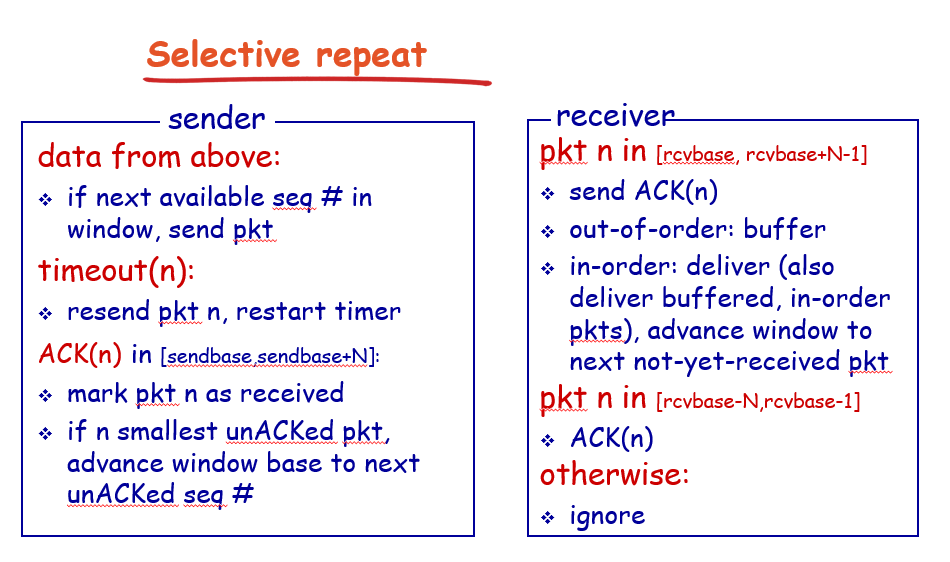 Selective repeat
sender
data from above:
❖ if next available seq # in
window, send pkt
timeout(n):
❖ resend pkt n, restart timer
ACK(n) in [sendbase,sendbase+N]:
❖ mark pkt n as received
❖ if n smallest unACKed pkt,
advance window base to next
unACKed seq #
receiver
pkt n in [rcvbase, rcvbase+N-1]
❖ send ACK(n)
❖ out-of-order: buffer
❖ in-order: deliver (also
deliver buffered, in-order
pkts), advance window to
next not-yet-received pkt
pkt n in [rcvbase-N,rcvbase-1]
❖ ACK(n)
otherwise:
❖ ignore